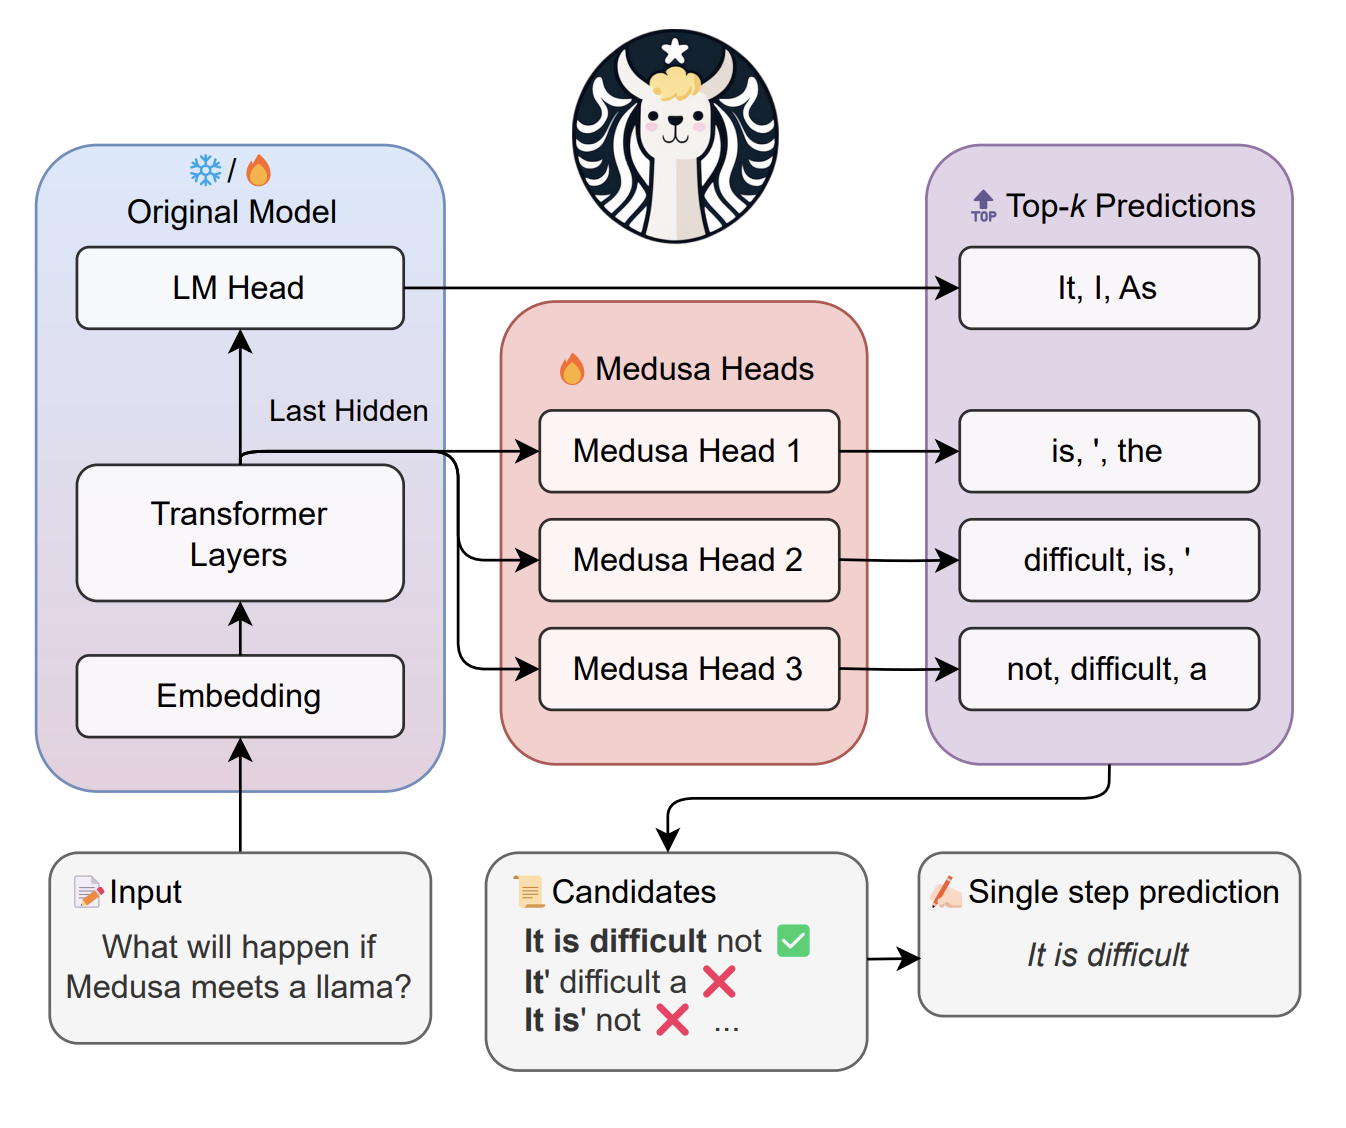 Original Model
LM Head
Last Hidden
Transformer
Layers
Embedding
Input
What will happen if
Medusa meets a llama?
Medusa Heads
Medusa Head 1
Medusa Head 2
Medusa Head 3
TOP Top-k Predictions
It, I, As
is, ', the
difficult, is, '
not, difficult, a
Candidates
It is difficult not
It' difficult a
It is' not ...
Single step prediction
It is difficult